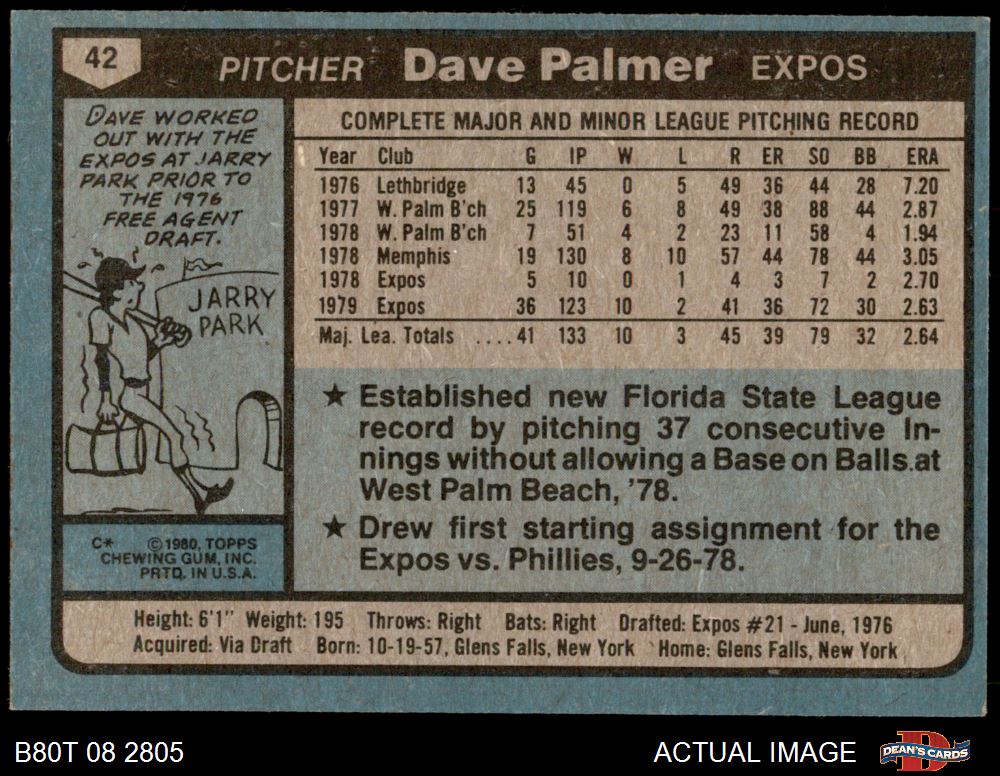 42 PITCHER Dave Palmer EXPOS
DAVE WORKED
OUT WITH THE
EXPOS AT JARRY
PARK PRIOR TO
THE 1976
FREE AGENT
DRAFT.
JARRY
PARK
C* ©1980, TOPPS
CHEWING GUM, INC.
PRTD. IN U.S.A.
COMPLETE MAJOR AND MINOR LEAGUE PITCHING RECORD
Year Club G IP W L R ER SO BB ERA
1976 Lethbridge 13 45 0 5 49 36 44 28 7.20
1977 W. Palm B'ch 25 119 6 8 49 38 88 44 2.87
1978 W. Palm B'ch 7 51 4 2 23 11 58 4 1.94
1978 Memphis 19 130 8 10 57 44 78 44 3.05
1978 Expos 5 10 0 1 4 3 7 2 2.70
1979 Expos 36 123 10 2 41 36 72 30 2.63
Maj. Lea. Totals ....41 133 10 3 45 39 79 32 2.64
★ Established new Florida State League
record by pitching 37 consecutive In-
nings without allowing a Base on Balls.at
West Palm Beach, '78.
★ Drew first starting assignment for the
Expos vs. Phillies, 9-26-78.
Height: 6'1" Weight: 195 Throws: Right Bats: Right Drafted: Expos #21 - June, 1976
Acquired: Via Draft Born: 10-19-57, Glens Falls, New York Home: Glens Falls, New York
B80T 08 2805 ACTUAL IMAGE DEAN'S CARDS